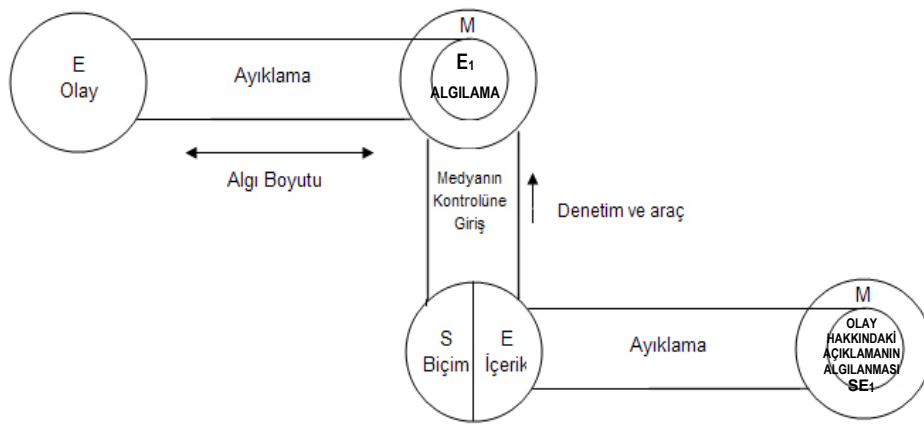 E
Olay
Ayıklama
M
E1
ALGILAMA
Algı Boyutu
Medyanın
Kontrolüne
Giriş
Denetim ve araç
S
Biçim
E
İçerik
Ayıklama
M
OLAY
HAKKINDAKİ
AÇIKLAMANIN
ALGILANMASI
SE1